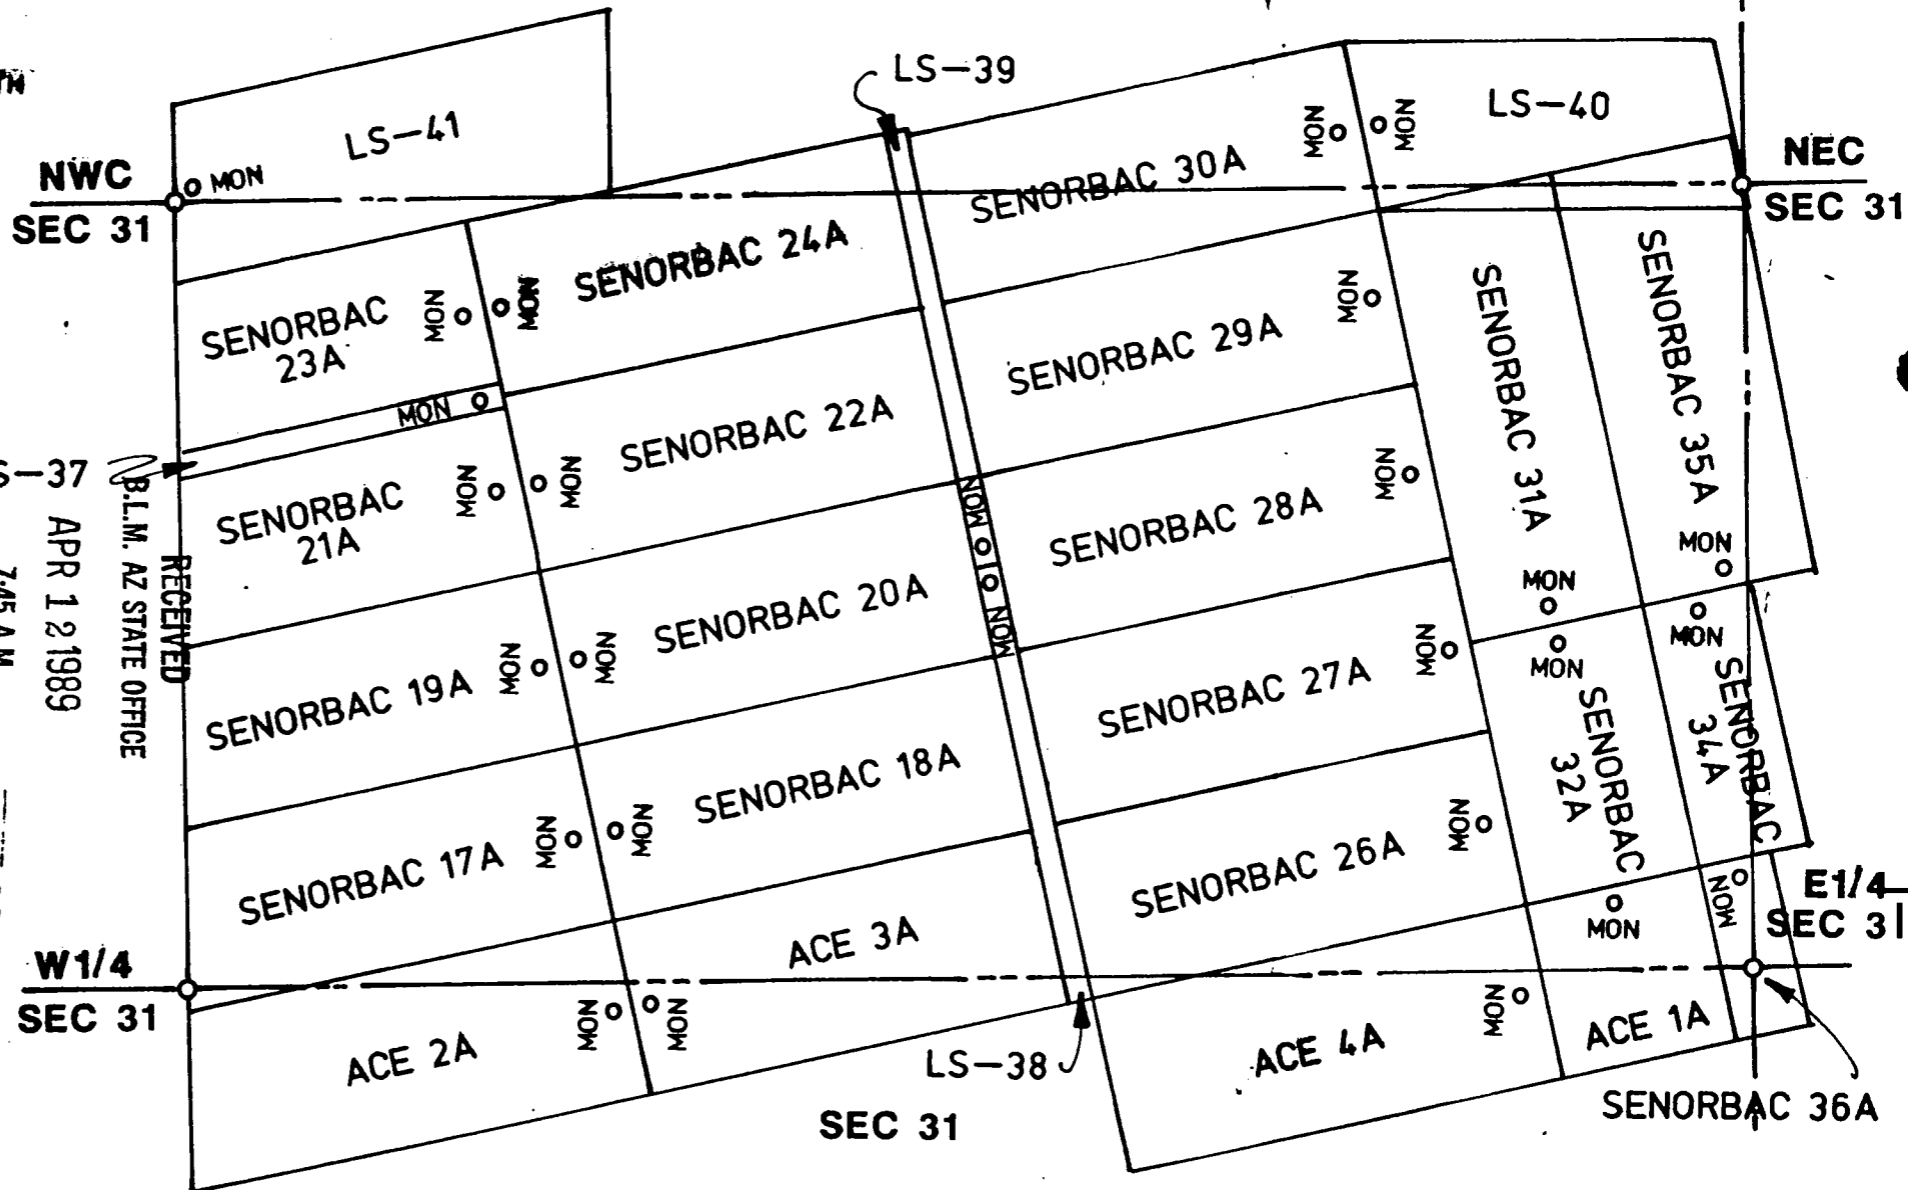 LS-39
LS-41
LS-40
MON
MON
NWC
SEC 31
MON
NEC
SEC 31
SENORBAC 30A
SENORBAC 24A
SENORBAC
23A
MON
MON
SENORBAC 29A
MON
SENORBAC 31A
SENORBAC 35A
MON
SENORBAC 22A
S-37
SENORBAC
21A
MON
MON
MON
SENORBAC 28A
MON
RECEIVED
B.L.M. AZ STATE OFFICE
APR 12 1989
7:45 A.M.
MON
MON
MON
MON
MON
SENORBAC 20A
MON
SENORBAC 19A
MON
MON
SENORBAC 27A
MON
SENORBAC
32A
SENORBAC
34A
SENORBAC 18A
SENORBAC 17A
MON
MON
SENORBAC 26A
MON
MON
MON
E1/4
SEC 31
ACE 3A
W1/4
SEC 31
ACE 2A
MON
MON
LS-38
ACE 4A
MON
ACE 1A
SEC 31
SENORBAC 36A